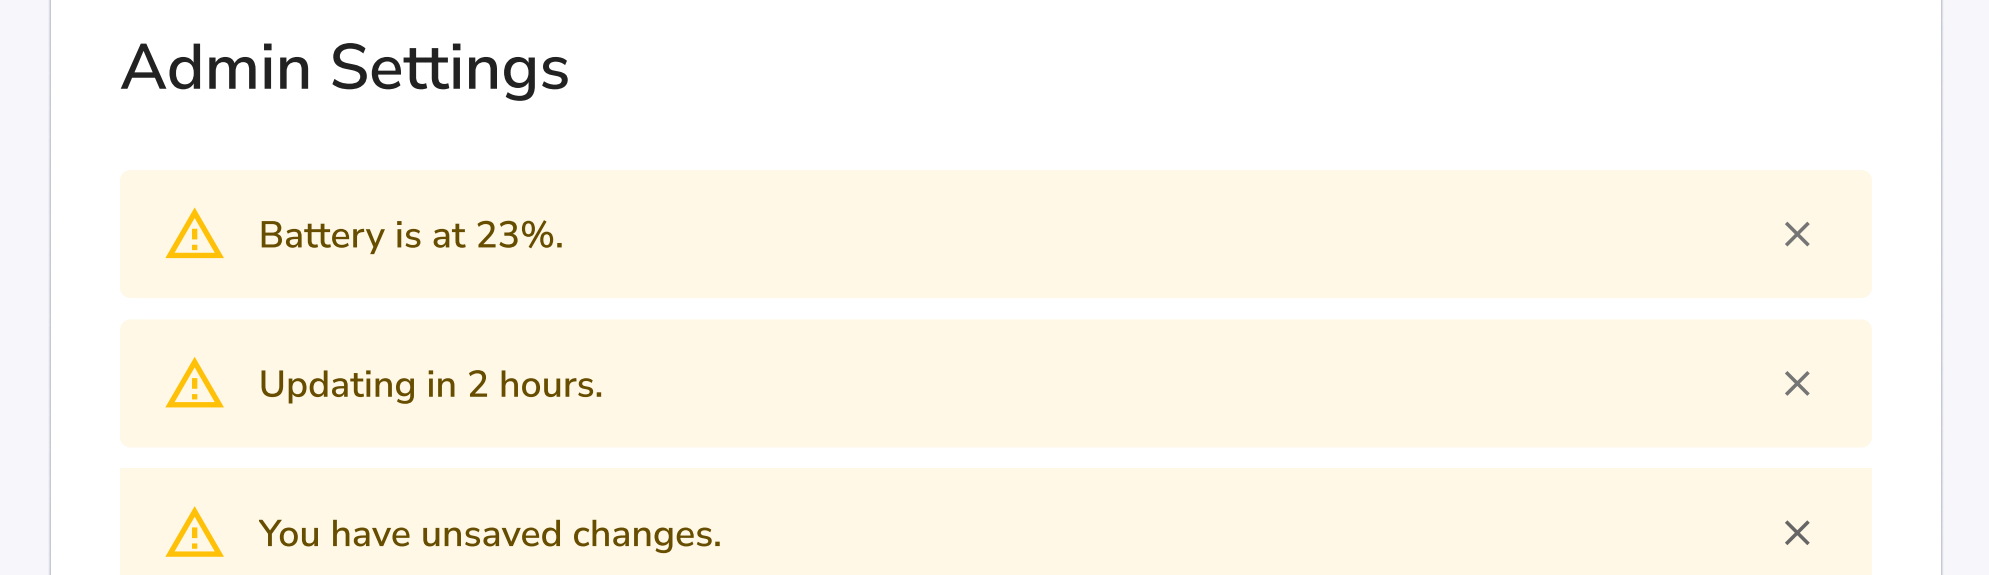 Admin Settings
Battery is at 23%.
Updating in 2 hours.
You have unsaved changes.